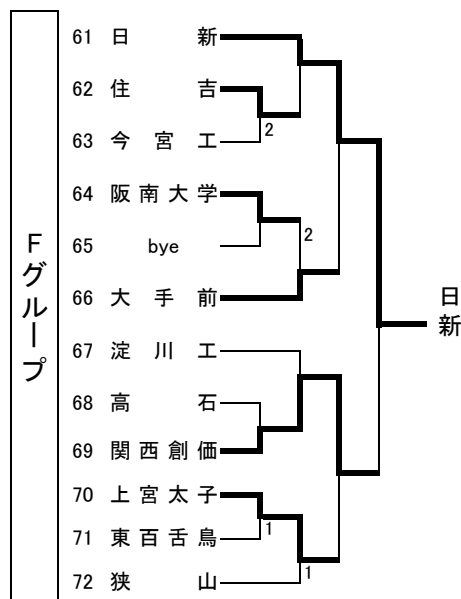 Fグループ
61 日新
62 住吉
2
63 今宮工
64 阪南大学
2
65 bye
66 大手前
日新
67 淀川工
68 高石
69 関西創価
70 上宮太子
1
71 東百舌鳥
1
72 狭山